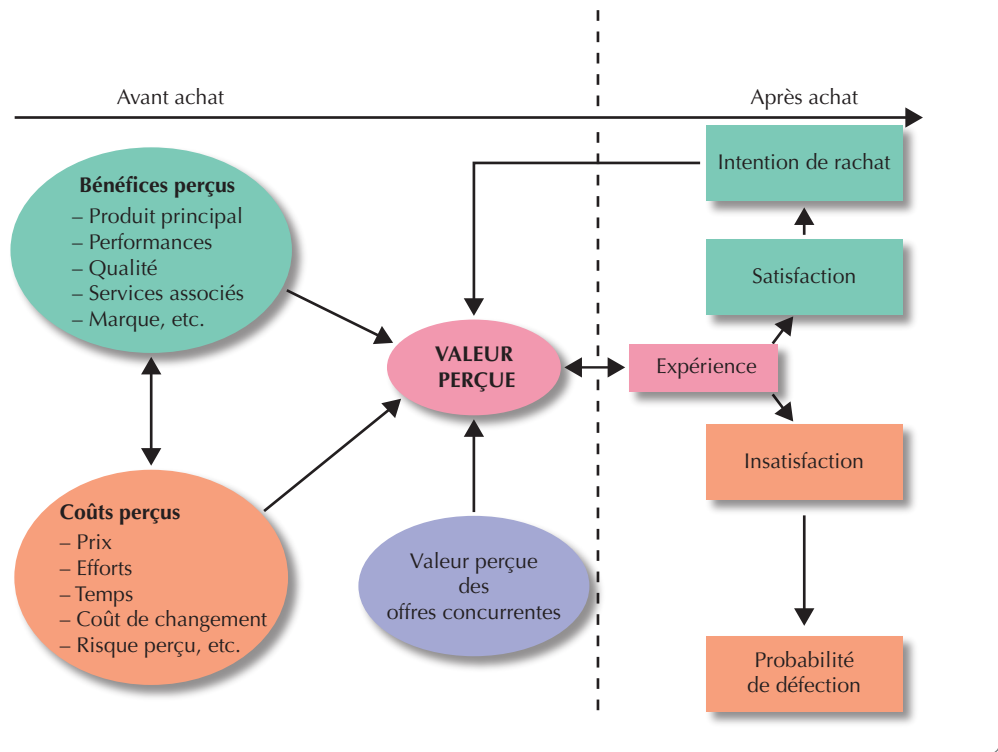 Avant achat
Après achat
Bénéfices perçus
– Produit principal
– Performances
– Qualité
– Services associés
– Marque, etc.
Intention de rachat
Satisfaction
VALEUR
PERÇUE
Expérience
Insatisfaction
Coûts perçus
– Prix
– Efforts
– Temps
– Coût de changement
– Risque perçu, etc.
Valeur perçue
des
offres concurrentes
Probabilité
de défection